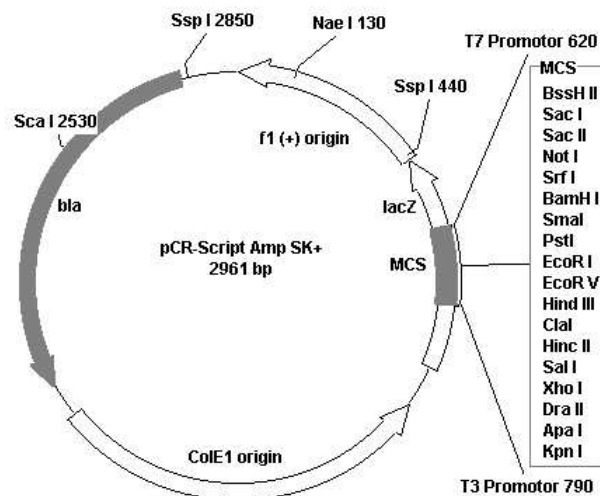 Ssp I 2850
Nae I 130
T7 Promotor 620
Ssp I 440
MCS
BssH II
Sac I
Sac II
Not I
Srf I
BamH I
SmaI
PstI
EcoR I
EcoR V
Hind III
ClaI
Hinc II
Sal I
Xho I
Dra II
Apa I
Kpn I
Sca I 2530
f1 (+) origin
bla
lacZ
pCR-Script Amp SK+
2961 bp
MCS
ColE1 origin
T3 Promotor 790